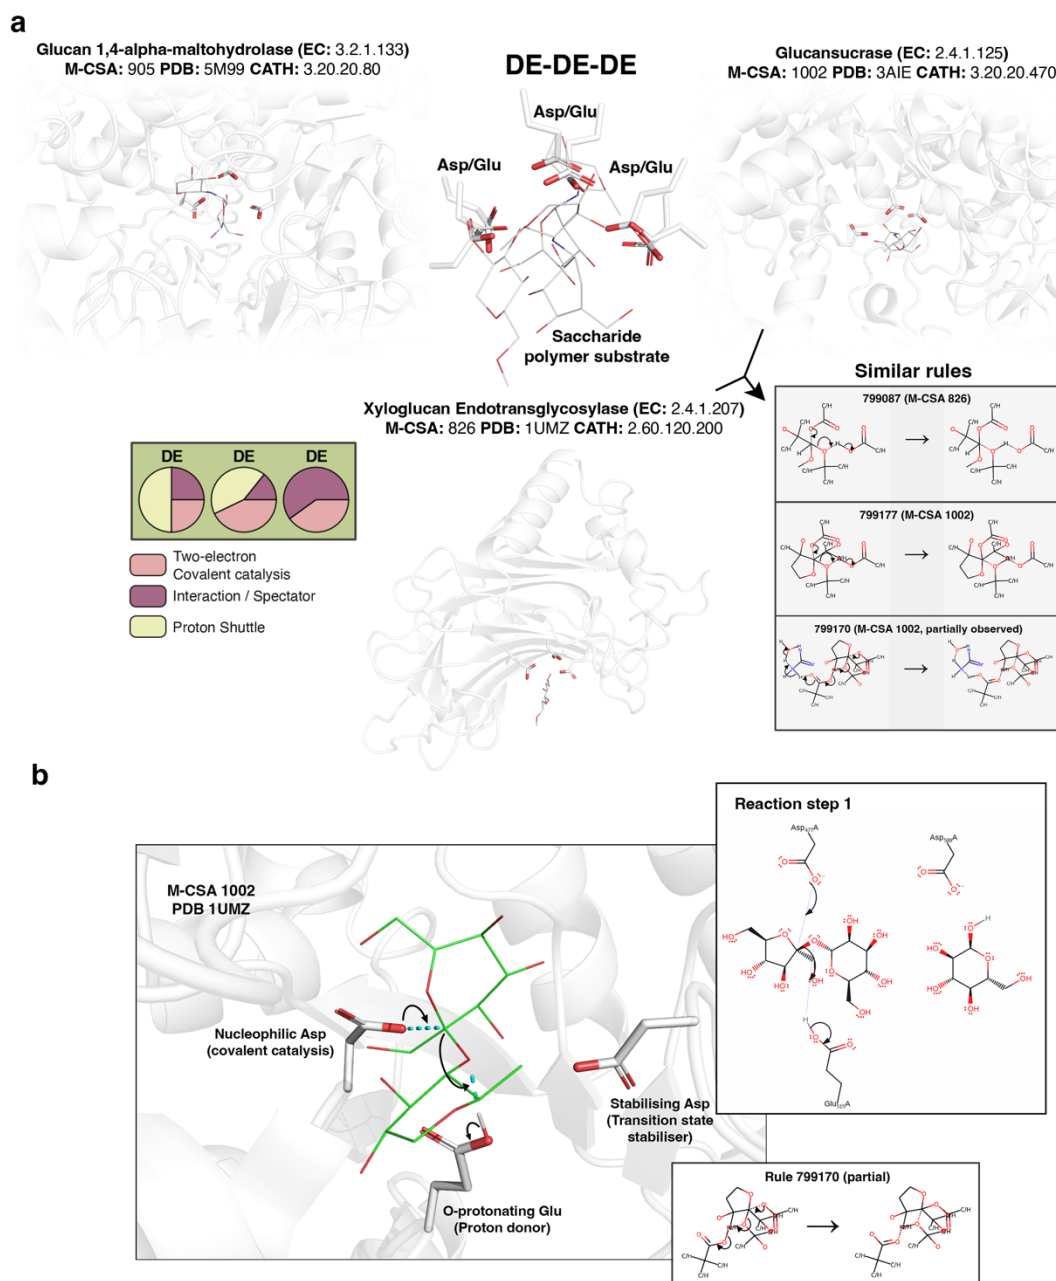 a
Glucan 1,4-alpha-maltohydrolase (EC: 3.2.1.133)
M-CSA: 905 PDB: 5M99 CATH: 3.20.20.80
DE-DE-DE
Glucansucrase (EC: 2.4.1.125)
M-CSA: 1002 PDB: 3AIE CATH: 3.20.20.470
Asp/Glu
Asp/Glu
Asp/Glu
Saccharide
polymer substrate
Xyloglucan Endotransglycosylase (EC: 2.4.1.207)
M-CSA: 826 PDB: 1UMZ CATH: 2.60.120.200
DE DE DE
Two-electron
Covalent catalysis
Interaction / Spectator
Proton Shuttle
Similar rules
799087 (M-CSA 826)
799177 (M-CSA 1002)
799170 (M-CSA 1002, partially observed)
b
M-CSA 1002
PDB 1UMZ
Nucleophilic Asp
(covalent catalysis)
Stabilising Asp
(Transition state
stabiliser)
O-protonating Glu
(Proton donor)
Reaction step 1
Rule 799170 (partial)